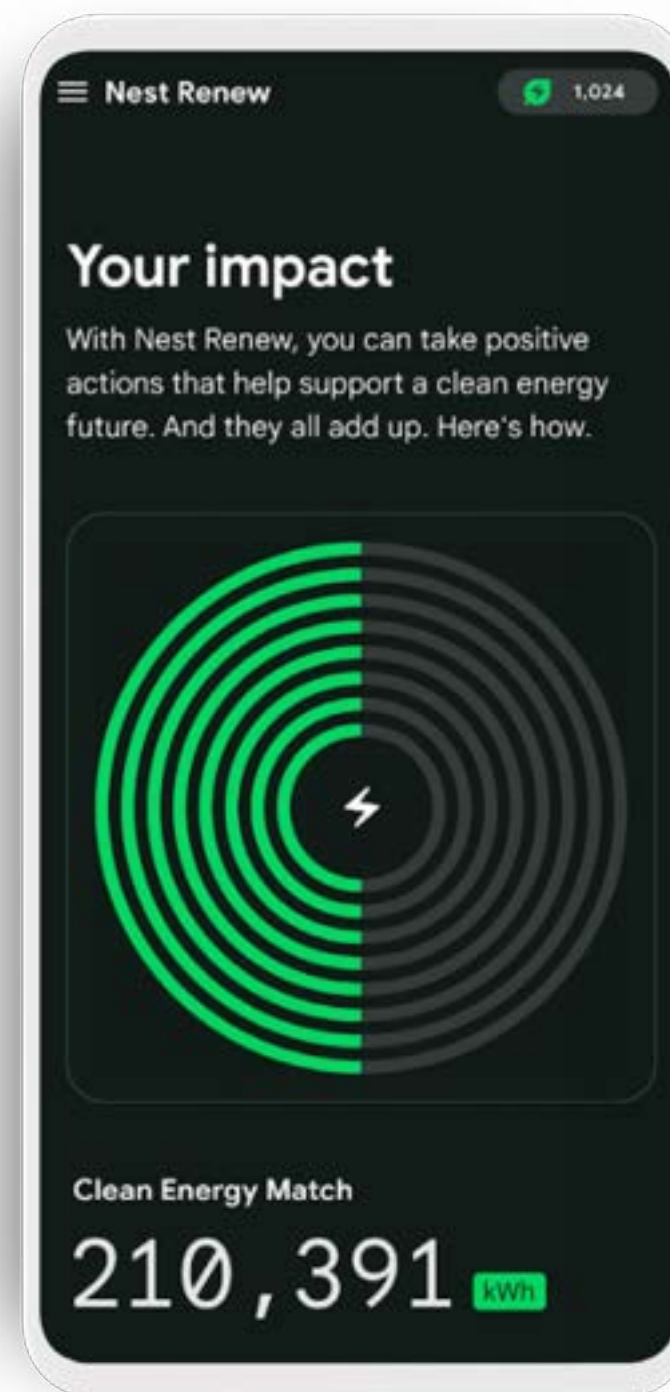 Nest Renew
1,024
Your impact
With Nest Renew, you can take positive
actions that help support a clean energy
future. And they all add up. Here's how.
Clean Energy Match
210,391 kWh